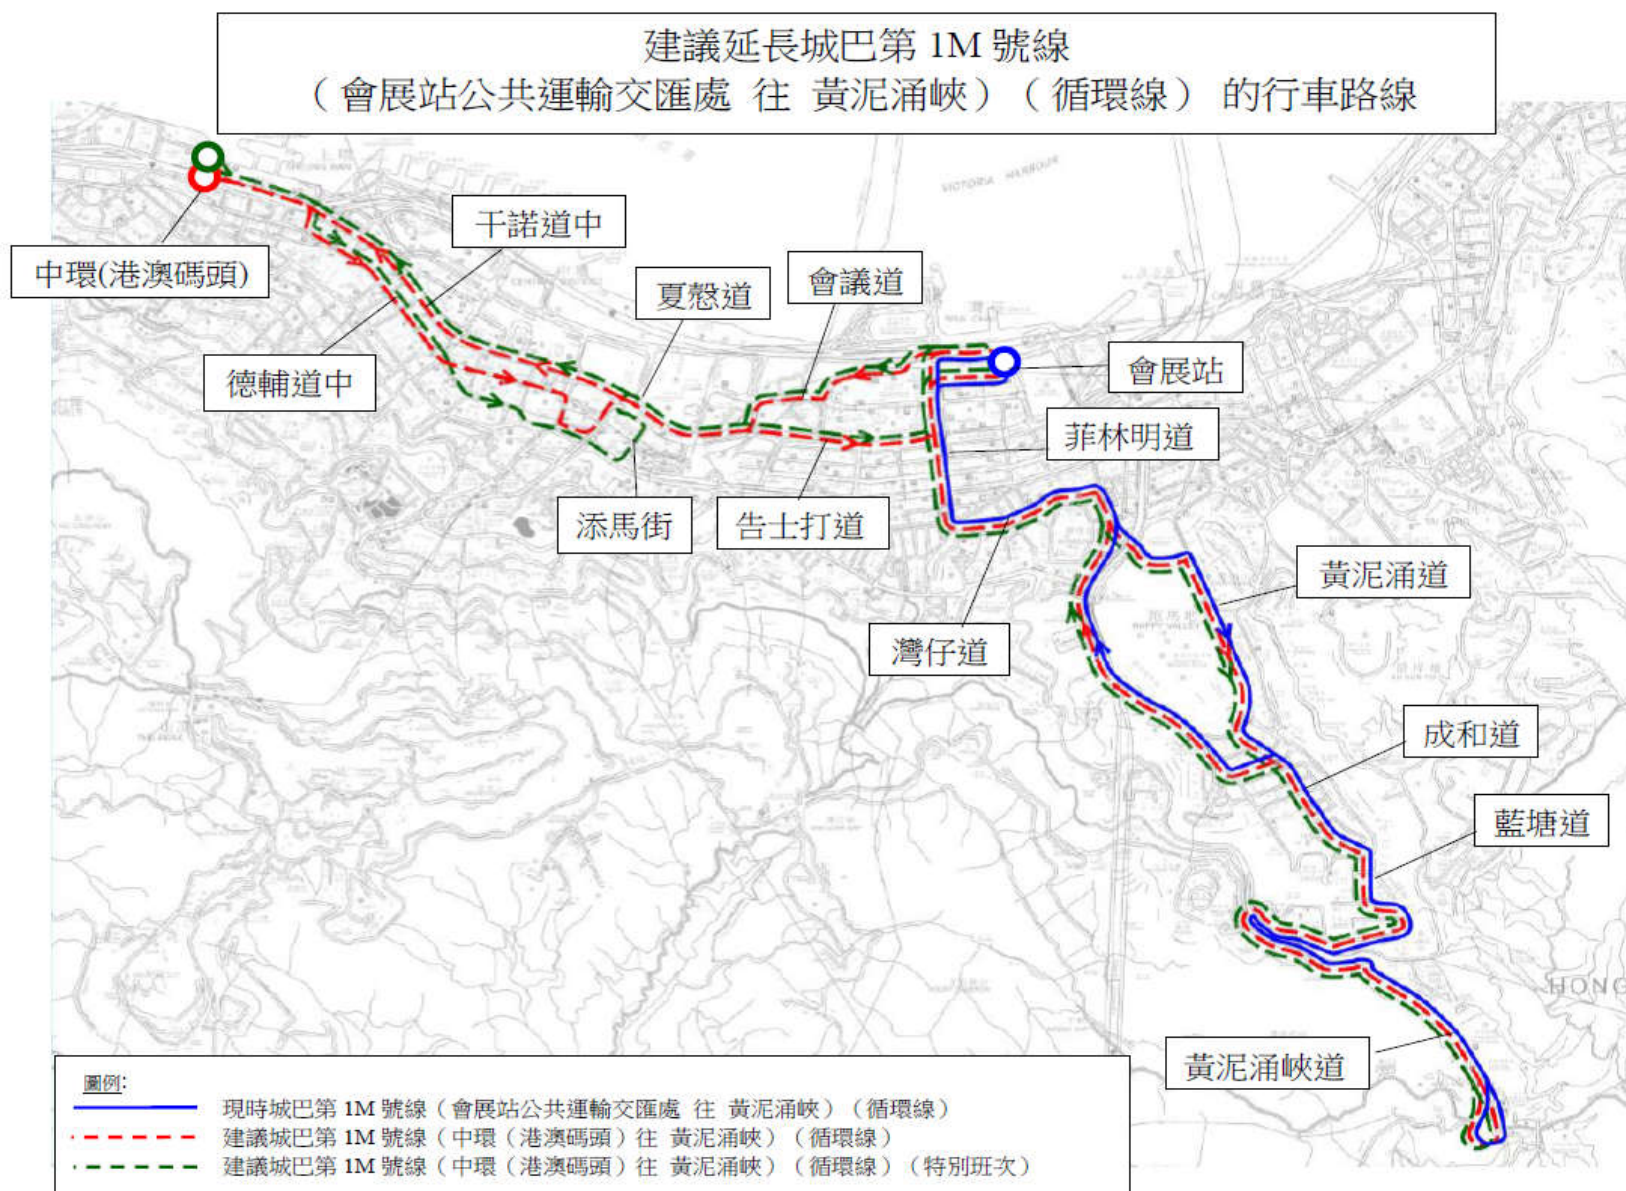 建議延長城巴第 1M 號線
（ 會展站公共運輸交匯處 往 黃泥涌峽）（ 循環線） 的行車路線
VICTORIA HARBOUR
干諾道中
中環(港澳碼頭)
夏慤道
會議道
德輔道中
會展站
菲林明道
添馬街
告士打道
黃泥涌道
灣仔道
成和道
藍塘道
HONG
黃泥涌峽道
圖例:
現時城巴第 1M 號線（會展站公共運輸交匯處 往 黃泥涌峽）（循環線）
建議城巴第 1M 號線（中環（港澳碼頭）往 黃泥涌峽）（循環線）
建議城巴第 1M 號線（中環（港澳碼頭）往 黃泥涌峽）（循環線）（特別班次）